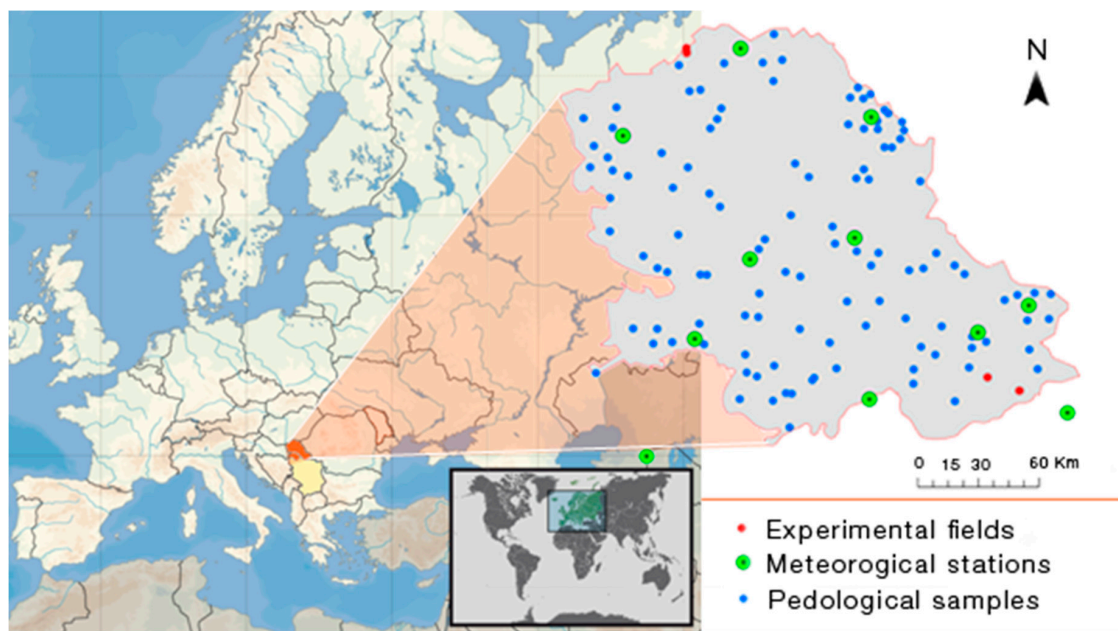 N
0 15 30 60 Km
Experimental fields
Meteorogical stations
Pedological samples